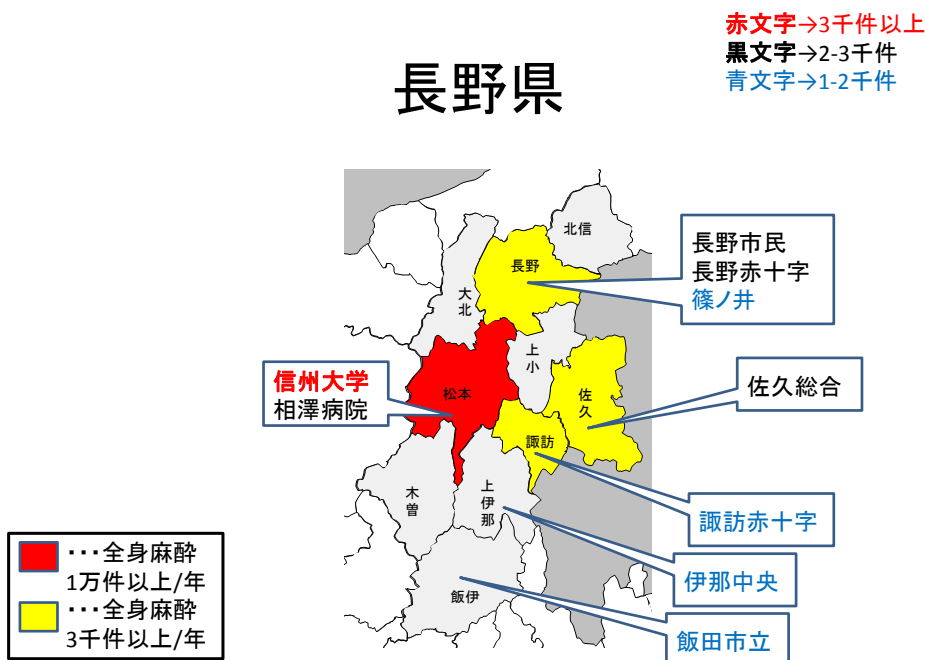 赤文字→3千件以上
黒文字→2-3千件
青文字→1-2千件
長野県
北信
長野
大北
上小
松本
佐久
諏訪
木曽
上伊那
飯伊
長野市民
長野赤十字
篠ノ井
信州大学
相澤病院
佐久総合
諏訪赤十字
伊那中央
飯田市立
･･･全身麻酔
1万件以上/年
･･･全身麻酔
3千件以上/年